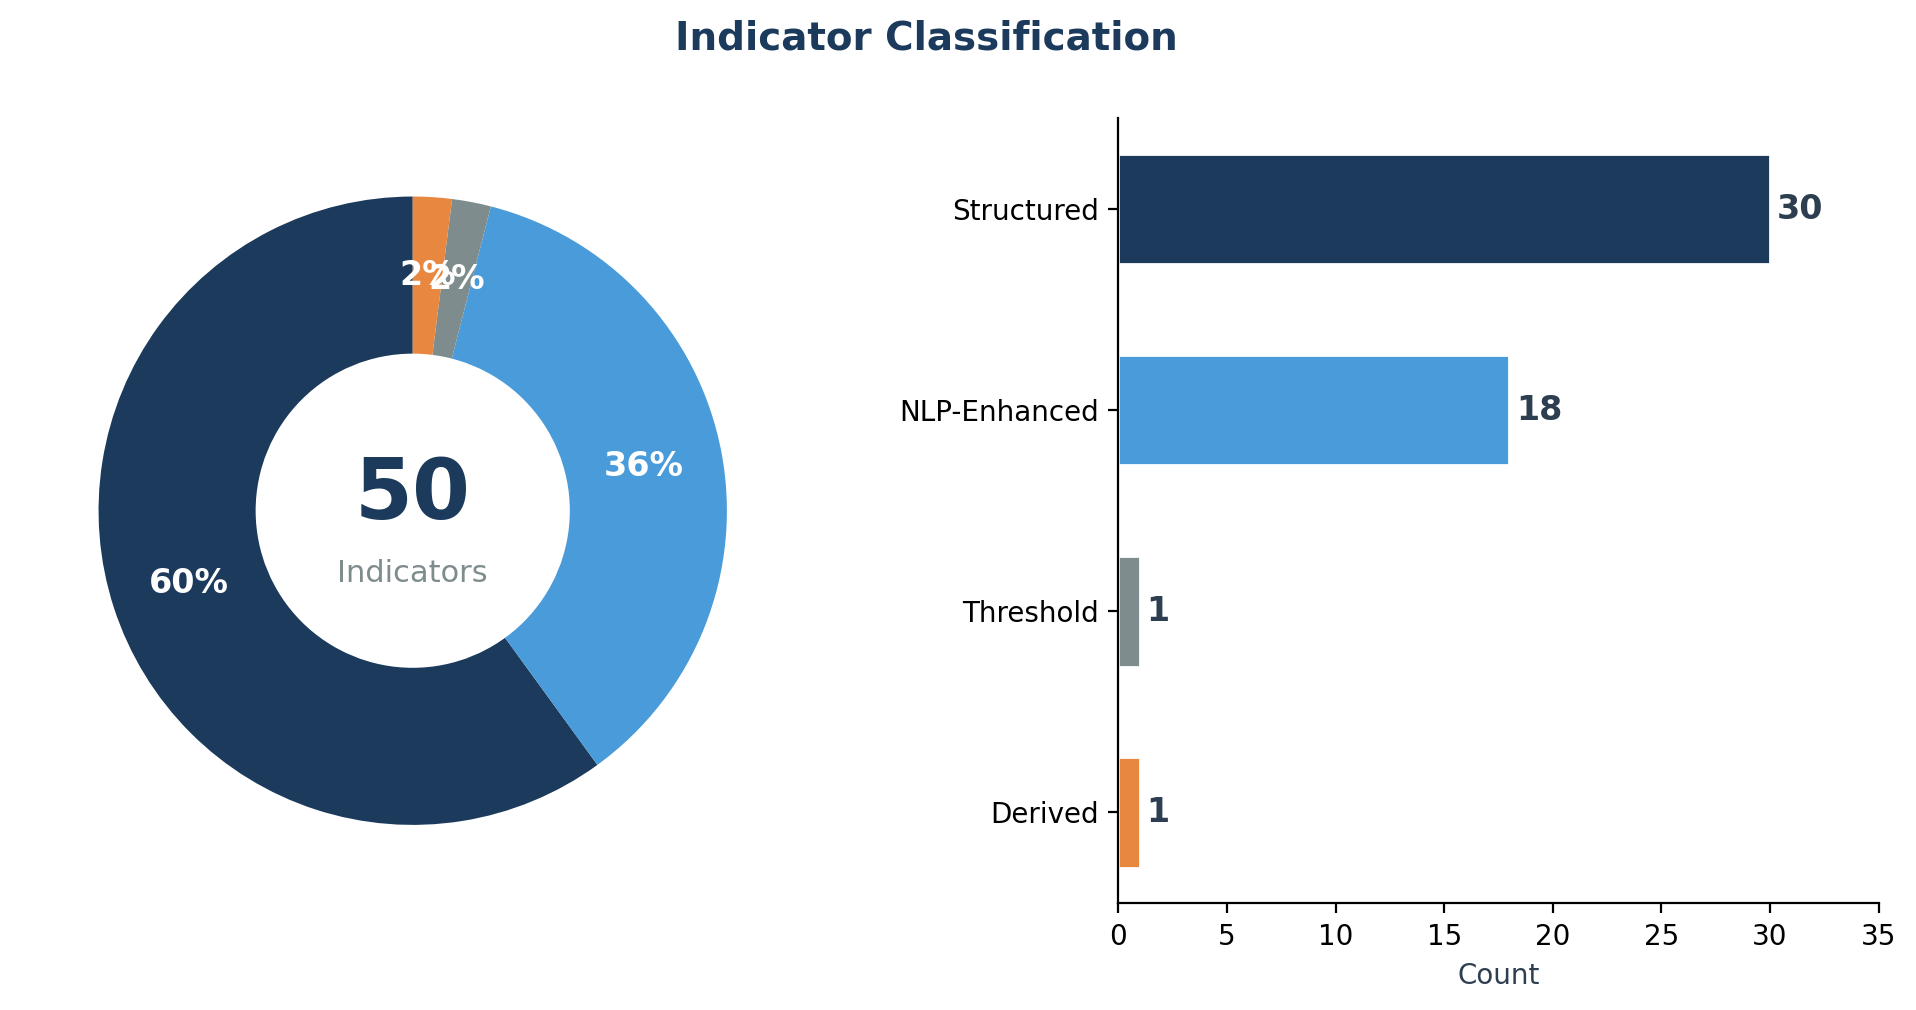 Indicator Classification
2%
2%
36%
60%
50
Indicators
Structured
30
NLP-Enhanced
18
Threshold
1
Derived
1
0 5 10 15 20 25 30 35
Count